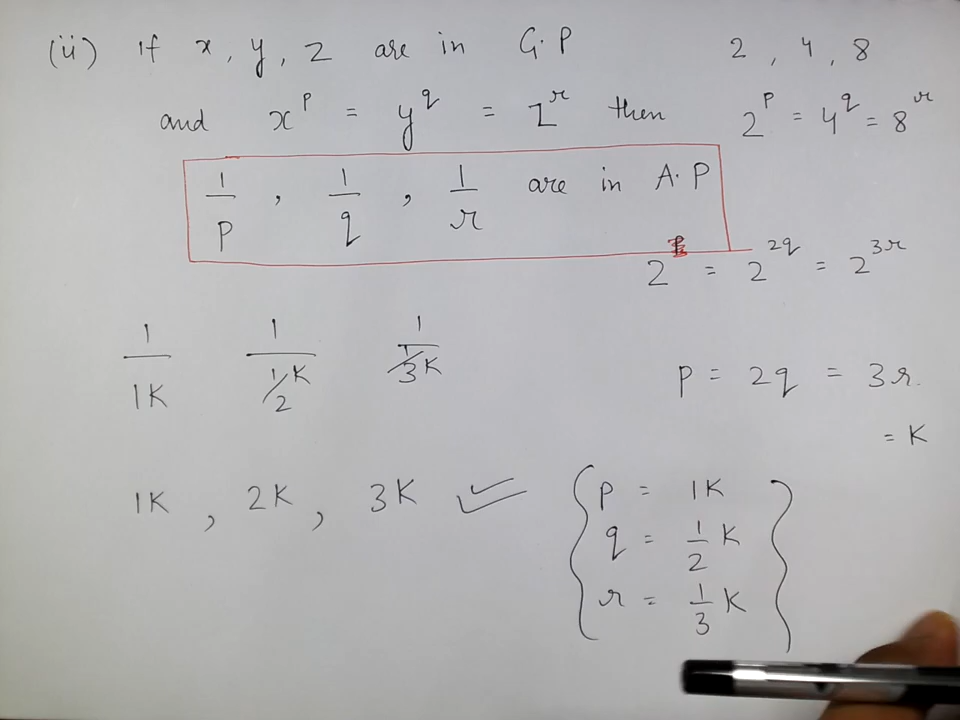 (ii) If x, y, z are in G.P 2, 4, 8
and x^p = y^q = z^r then 2^p = 4^q = 8^r
1/p, 1/q, 1/r are in A.P
2^p = 2^2q = 2^3r
1/1K 1/(1/2 K) 1/(1/3 K)
p = 2q = 3r.
= K
1K, 2K, 3K ✓
p = 1K
q = 1/2 K
r = 1/3 K